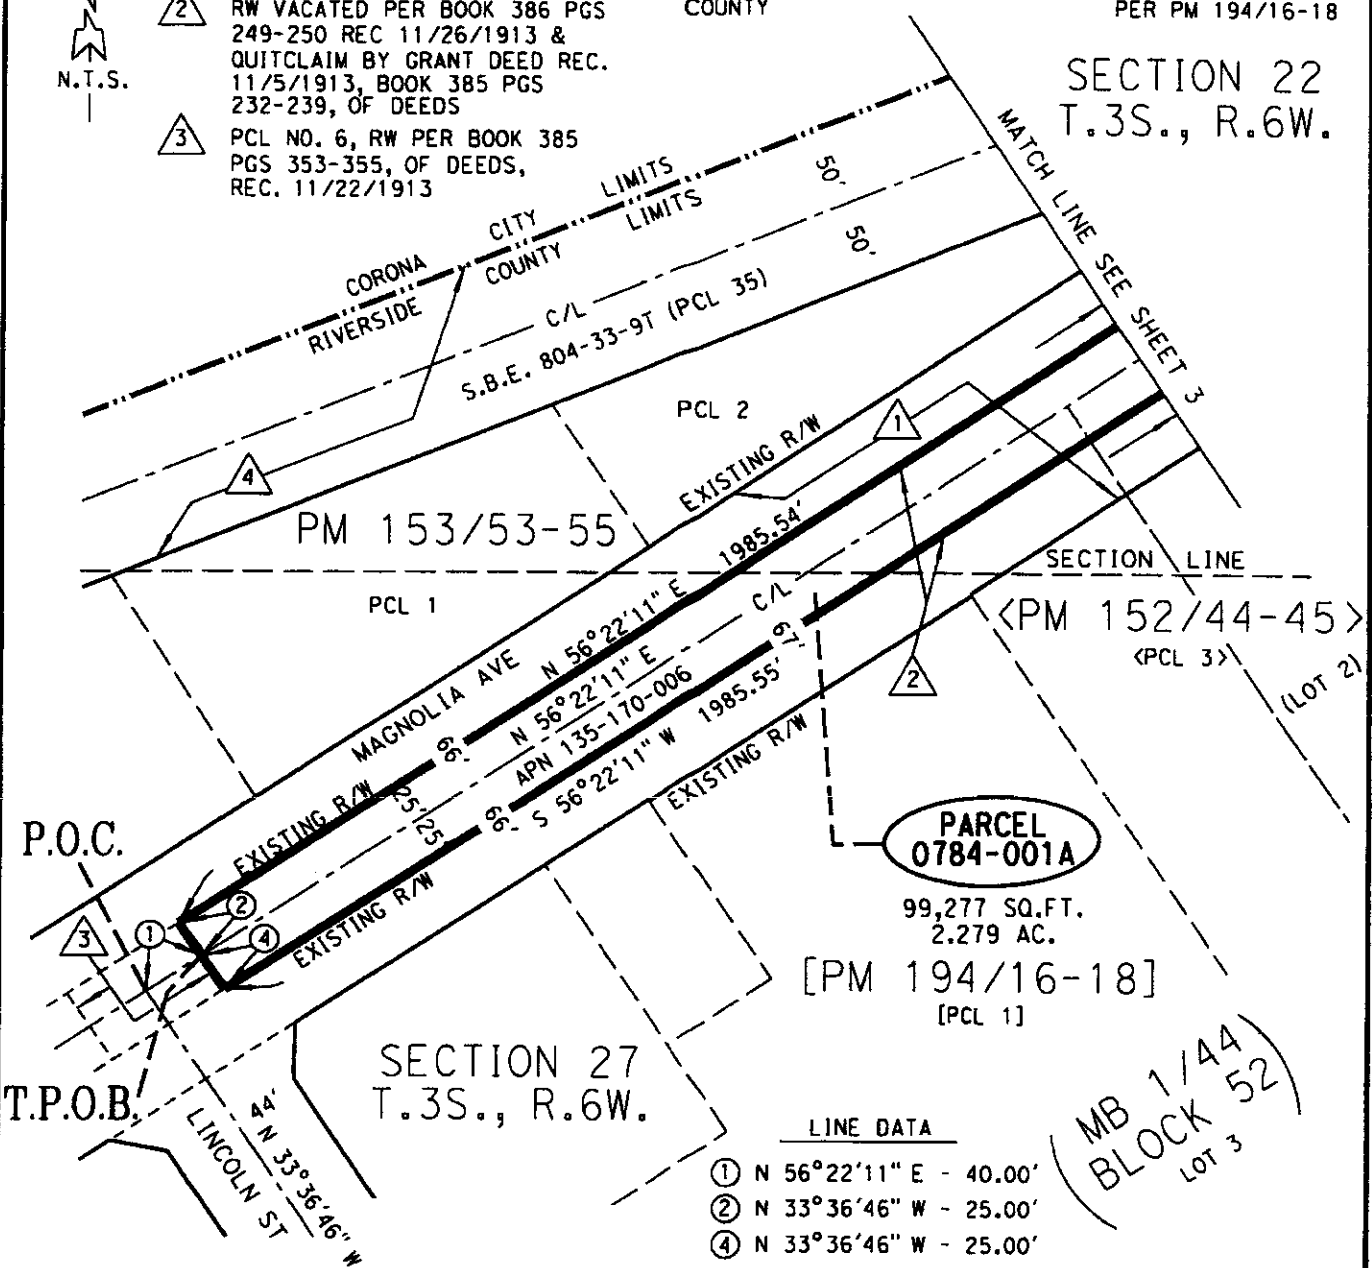 N
N.T.S.
2 RW VACATED PER BOOK 386 PGS
249-250 REC 11/26/1913 &
QUITCLAIM BY GRANT DEED REC.
11/5/1913, BOOK 385 PGS
232-239, OF DEEDS
3 PCL NO. 6, RW PER BOOK 385
PGS 353-355, OF DEEDS,
REC. 11/22/1913
COUNTY
PER PM 194/16-18
SECTION 22
T.3S., R.6W.
MATCH LINE SEE SHEET 3
CORONA CITY LIMITS
RIVERSIDE COUNTY LIMITS
50'
50'
C/L
S.B.E. 804-33-9T (PCL 35)
PCL 2
1
4
EXISTING R/W
PM 153/53-55
PCL 1
SECTION LINE
<PM 152/44-45>
<PCL 3>
(LOT 2)
2
MAGNOLIA AVE
N 56°22'11" E 1985.54'
C/L
N 56°22'11" E
APN 135-170-006
67'
S 56°22'11" W 1985.55'
EXISTING R/W
66'
66'
25'
25'
EXISTING R/W
EXISTING R/W
P.O.C.
3
1
2
4
T.P.O.B.
PARCEL
0784-001A
99,277 SQ.FT.
2.279 AC.
[PM 194/16-18]
[PCL 1]
SECTION 27
T.3S., R.6W.
44'
N 33°36'46" W
LINCOLN ST
(MB 1/44
BLOCK 52)
LOT 3
LINE DATA
1 N 56°22'11" E - 40.00'
2 N 33°36'46" W - 25.00'
4 N 33°36'46" W - 25.00'